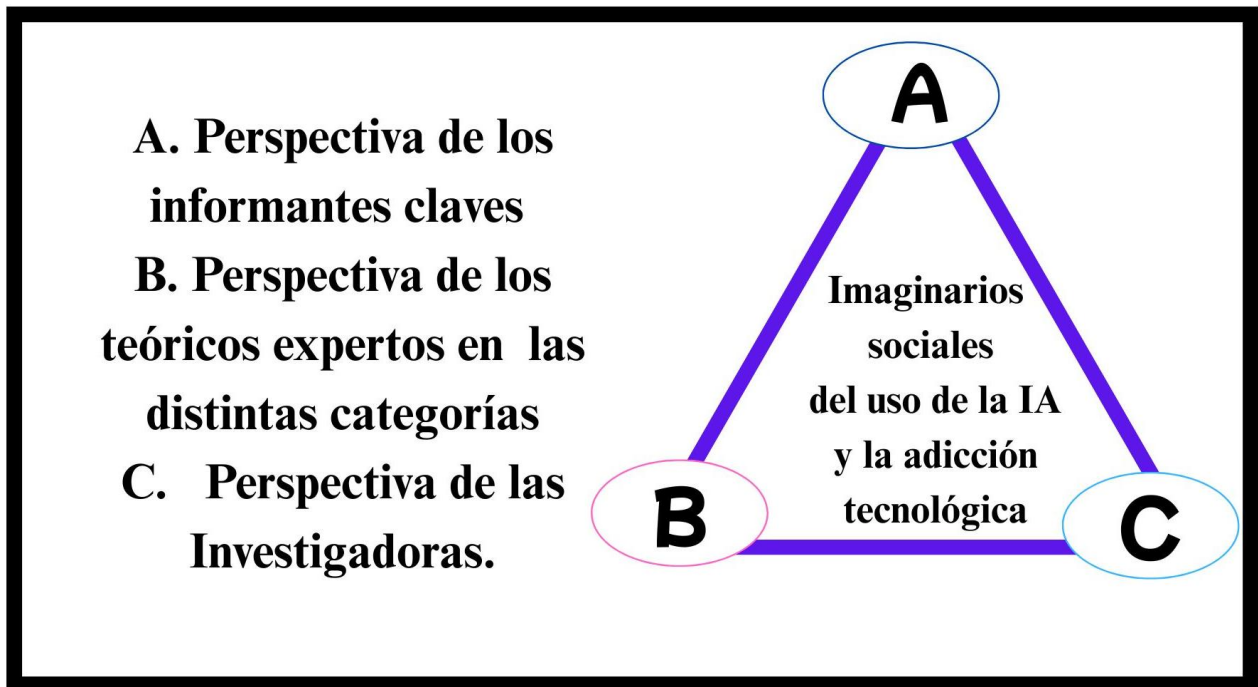 A. Perspectiva de los
informantes claves
B. Perspectiva de los
teóricos expertos en las
distintas categorías
C. Perspectiva de las
Investigadoras.
A
Imaginarios
sociales
del uso de la IA
y la adicción
tecnológica
B
C